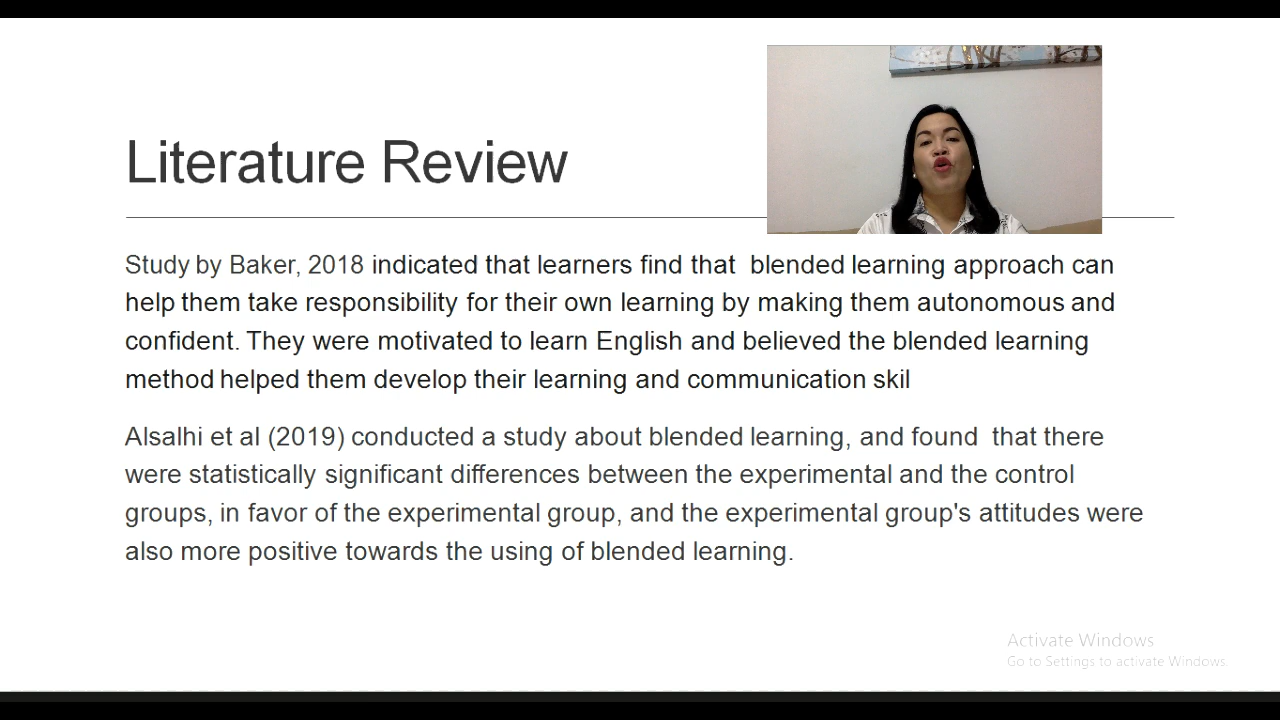 Literature Review
Study by Baker, 2018 indicated that learners find that  blended learning approach can
help them take responsibility for their own learning by making them autonomous and
confident. They were motivated to learn English and believed the blended learning
method helped them develop their learning and communication skil
Alsalhi et al (2019) conducted a study about blended learning, and found  that there
were statistically significant differences between the experimental and the control
groups, in favor of the experimental group, and the experimental group's attitudes were
also more positive towards the using of blended learning.
Activate Windows
Go to Settings to activate Windows.